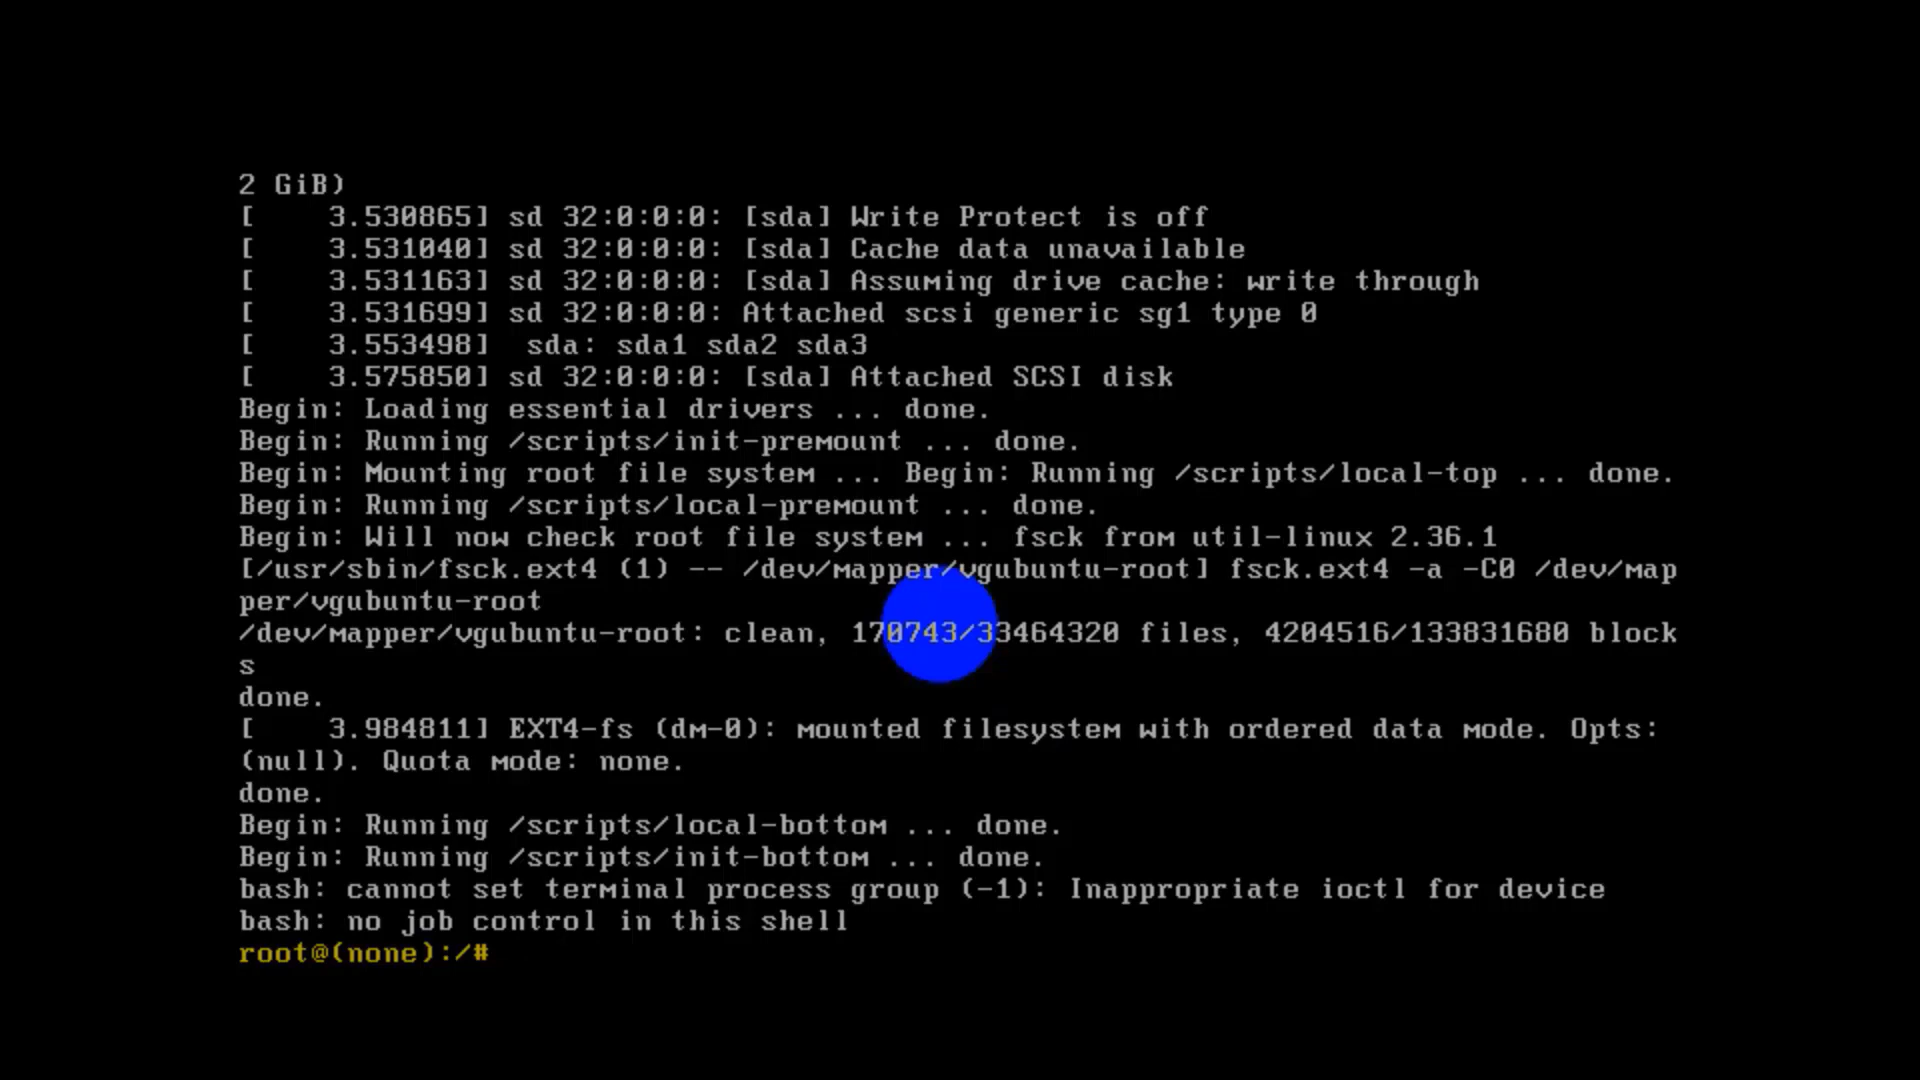 2 GiB)
[    3.530865] sd 32:0:0:0: [sda] Write Protect is off
[    3.531040] sd 32:0:0:0: [sda] Cache data unavailable
[    3.531163] sd 32:0:0:0: [sda] Assuming drive cache: write through
[    3.531699] sd 32:0:0:0: Attached scsi generic sg1 type 0
[    3.553498]  sda: sda1 sda2 sda3
[    3.575850] sd 32:0:0:0: [sda] Attached SCSI disk
Begin: Loading essential drivers ... done.
Begin: Running /scripts/init-premount ... done.
Begin: Mounting root file system ... Begin: Running /scripts/local-top ... done.
Begin: Running /scripts/local-premount ... done.
Begin: Will now check root file system ... fsck from util-linux 2.36.1
[/usr/sbin/fsck.ext4 (1) -- /dev/mapper/vgubuntu-root] fsck.ext4 -a -C0 /dev/map
per/vgubuntu-root
/dev/mapper/vgubuntu-root: clean, 170743/33464320 files, 4204516/133831680 block
s
done.
[    3.984811] EXT4-fs (dm-0): mounted filesystem with ordered data mode. Opts:
(null). Quota mode: none.
done.
Begin: Running /scripts/local-bottom ... done.
Begin: Running /scripts/init-bottom ... done.
bash: cannot set terminal process group (-1): Inappropriate ioctl for device
bash: no job control in this shell
root@(none):/#